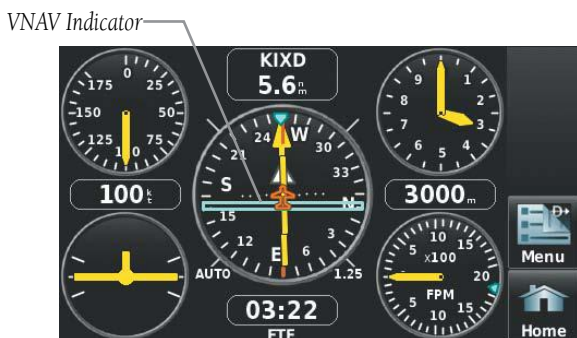 VNAV Indicator
0
175 25
150 50
125 75
100
KIXD
5.6nm
9 1
8 2
7 3
6 5 4
24 W 30
21 33
S N
15 3
12 E 6
AUTO 1.25
100kt
3000m
10
5 15
x100
20
FPM
5 15
10
03:22
ETE
D
Menu
Home